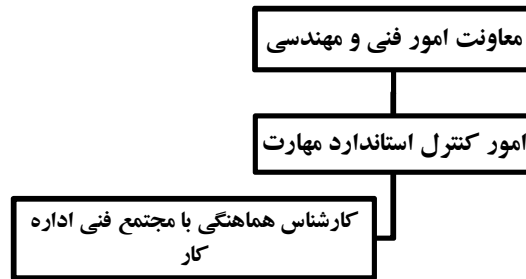 معاونت امور فنی و مهندسی
امور کنترل استاندارد مهارت
کارشناس هماهنگی با مجتمع فنی اداره
کار